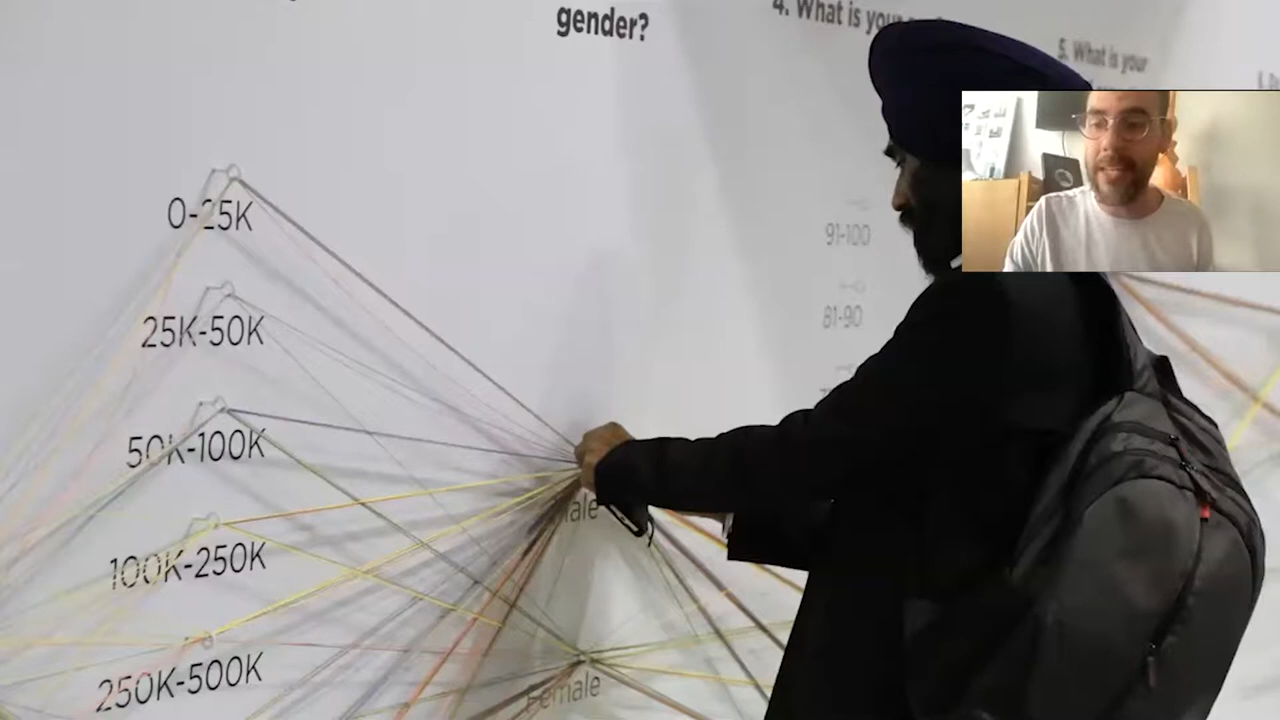 gender?
4. What is your
5. What is your
0-25K
25K-50K
50K-100K
100K-250K
250K-500K
91-100
81-90
Female